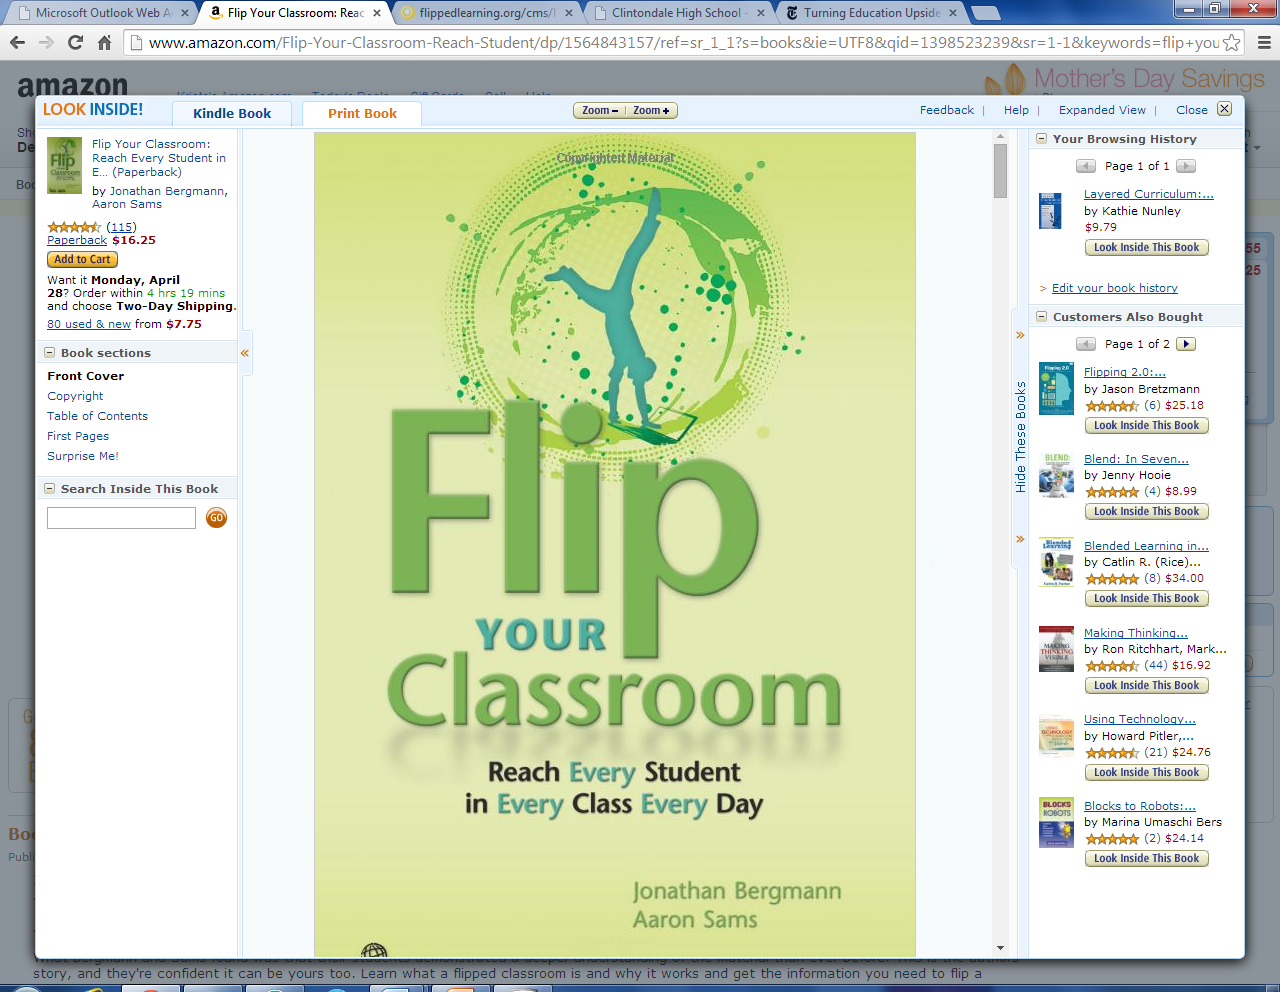 Microsoft Outlook Web A
Flip Your Classroom: Reac
flippedlearning.org/cms/
Clintondale High School -
Turning Education Upside
www.amazon.com/Flip-Your-Classroom-Reach-Student/dp/1564843157/ref=sr_1_1?s=books&ie=UTF8&qid=1398523239&sr=1-1&keywords=flip+you
amazon
Mother's Day Savings
LOOK INSIDE!
Kindle Book
Print Book
Zoom - | Zoom +
Feedback | Help | Expanded View | Close
Flip Your Classroom:
Reach Every Student in
E... (Paperback)
by Jonathan Bergmann,
Aaron Sams
(115)
Paperback $16.25
Add to Cart
Want it Monday, April
28? Order within 4 hrs 19 mins
and choose Two-Day Shipping.
80 used & new from $7.75
Book sections
Front Cover
Copyright
Table of Contents
First Pages
Surprise Me!
Search Inside This Book
GO
Copyrighted Material
Flip
YOUR
Classroom
Reach Every Student
in Every Class Every Day
Jonathan Bergmann
Aaron Sams
Hide These Books
Your Browsing History
Page 1 of 1
Layered Curriculum:...
by Kathie Nunley
$9.79
Look Inside This Book
> Edit your book history
Customers Also Bought
Page 1 of 2
Flipping 2.0:...
by Jason Bretzmann
(6) $25.18
Look Inside This Book
Blend: In Seven...
by Jenny Hooie
(4) $8.99
Look Inside This Book
Blended Learning in...
by Catlin R. (Rice)...
(8) $34.00
Look Inside This Book
Making Thinking...
by Ron Ritchhart, Mark...
(44) $16.92
Look Inside This Book
Using Technology...
by Howard Pitler,...
(21) $24.76
Look Inside This Book
Blocks to Robots:...
by Marina Umaschi Bers
(2) $24.14
Look Inside This Book
story, and they're confident it can be yours too. Learn what a flipped classroom is and why it works and get the information you need to flip a